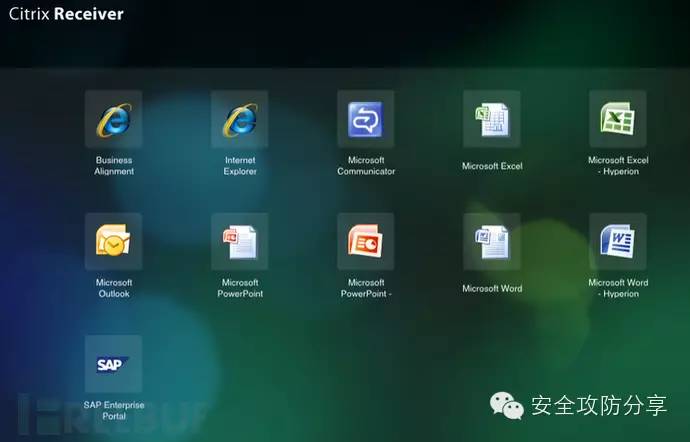 Citrix Receiver
Business
Alignment
Internet
Explorer
Microsoft
Communicator
Microsoft Excel
Microsoft Excel
- Hyperion
Microsoft
Outlook
Microsoft
PowerPoint
Microsoft
PowerPoint -
Microsoft Word
Microsoft Word
- Hyperion
SAP
SAP Enterprise
Portal
FREEBUF
安全攻防分享